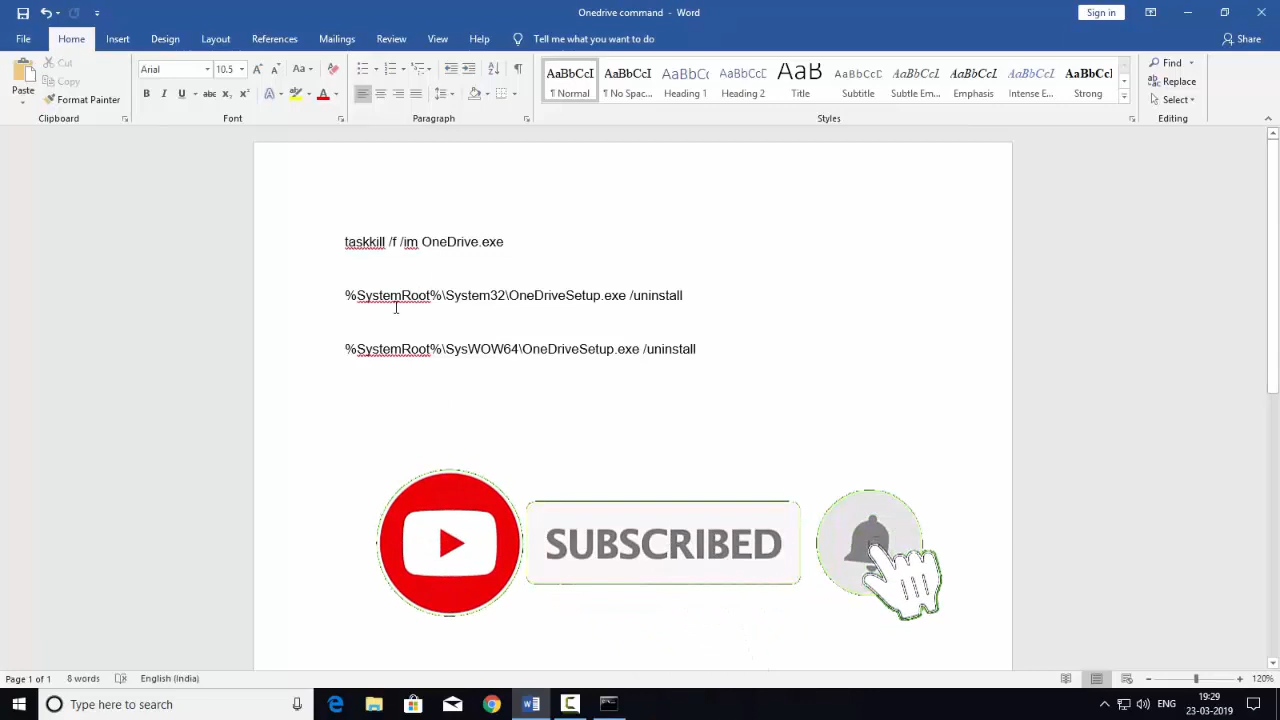 Onedrive command - Word
Sign in
File Home Insert Design Layout References Mailings Review View Help Tell me what you want to do
Share
Paste
Cut
Copy
Format Painter
Clipboard
Arial 10.5
Font
Paragraph
AaBbCcI AaBbCcI AaBbC AaBbCcl AaB AaBbCcI AaBbCcI AaBbCcI AaBbCcI AaBbCc
¶ Normal ¶ No Spac... Heading 1 Heading 2 Title Subtitle Subtle Em... Emphasis Intense E... Strong
Styles
Find
Replace
Select
Editing
taskkill /f /im OneDrive.exe
%SystemRoot%\System32\OneDriveSetup.exe /uninstall
%SystemRoot%\SysWOW64\OneDriveSetup.exe /uninstall
SUBSCRIBED
Page 1 of 1 8 words English (India)
120%
Type here to search
ENG
19:29
23-03-2019